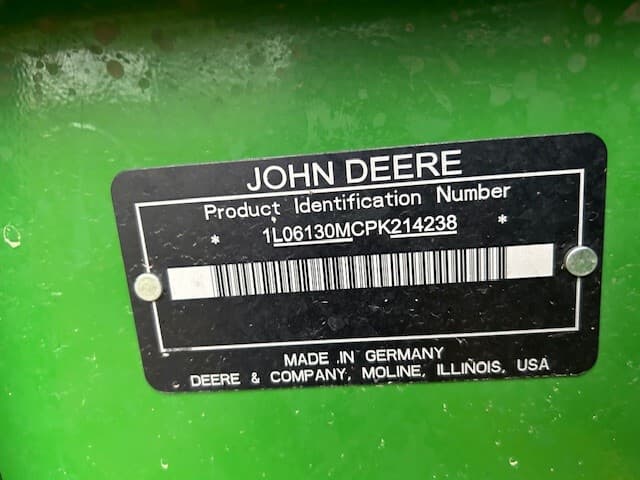 JOHN DEERE
Product Identification Number
* 1L06130MCPK214238 *
MADE IN GERMANY
DEERE & COMPANY, MOLINE, ILLINOIS, USA